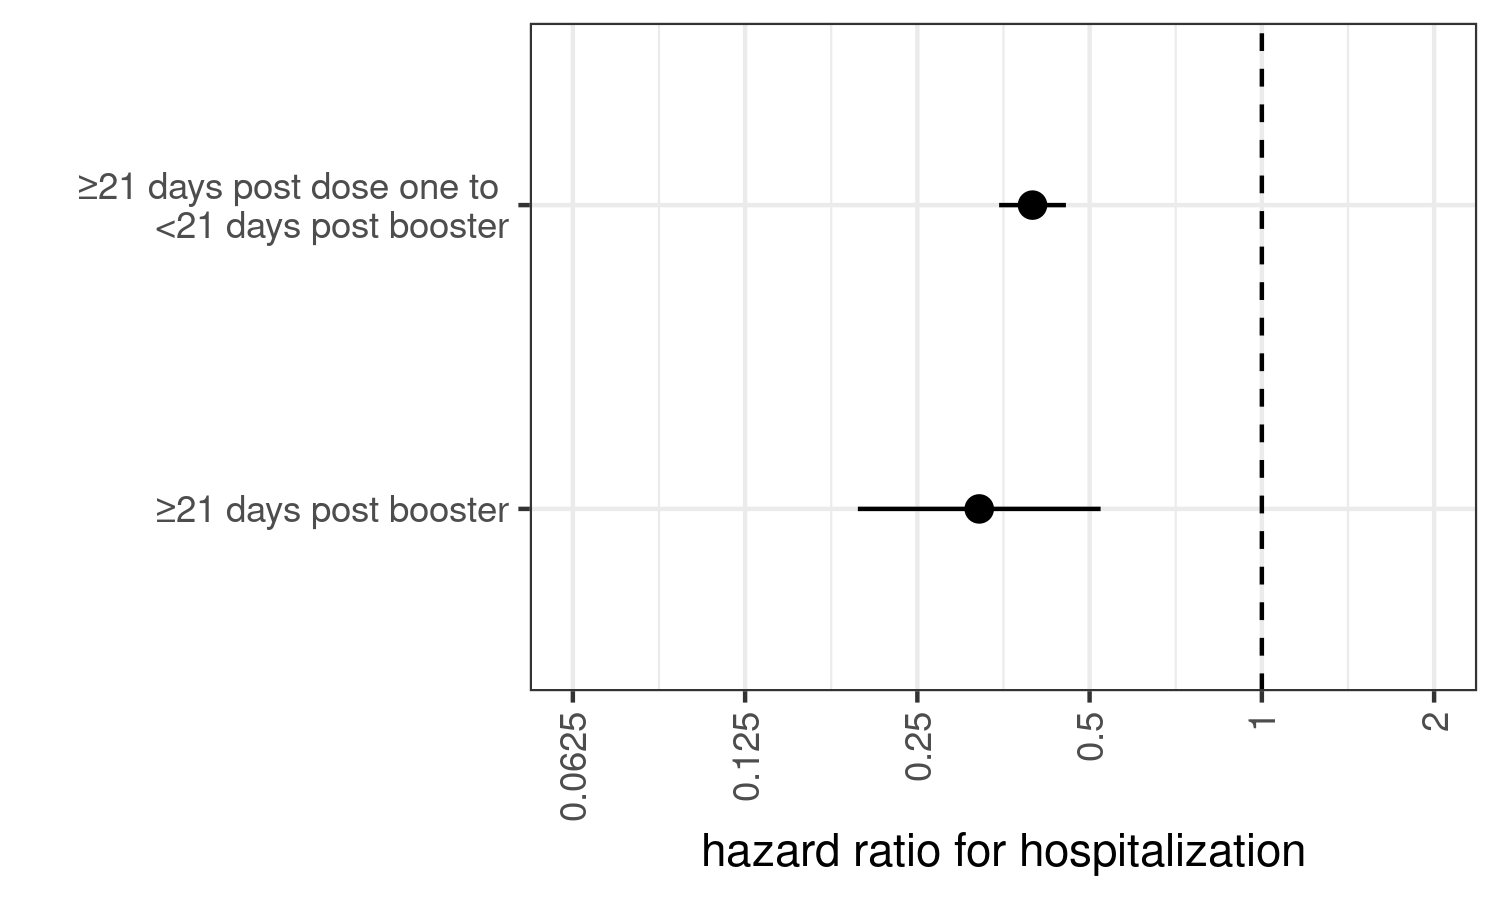 ≥21 days post dose one to
<21 days post booster
≥21 days post booster
0.0625
0.125
0.25
0.5
1
2
hazard ratio for hospitalization